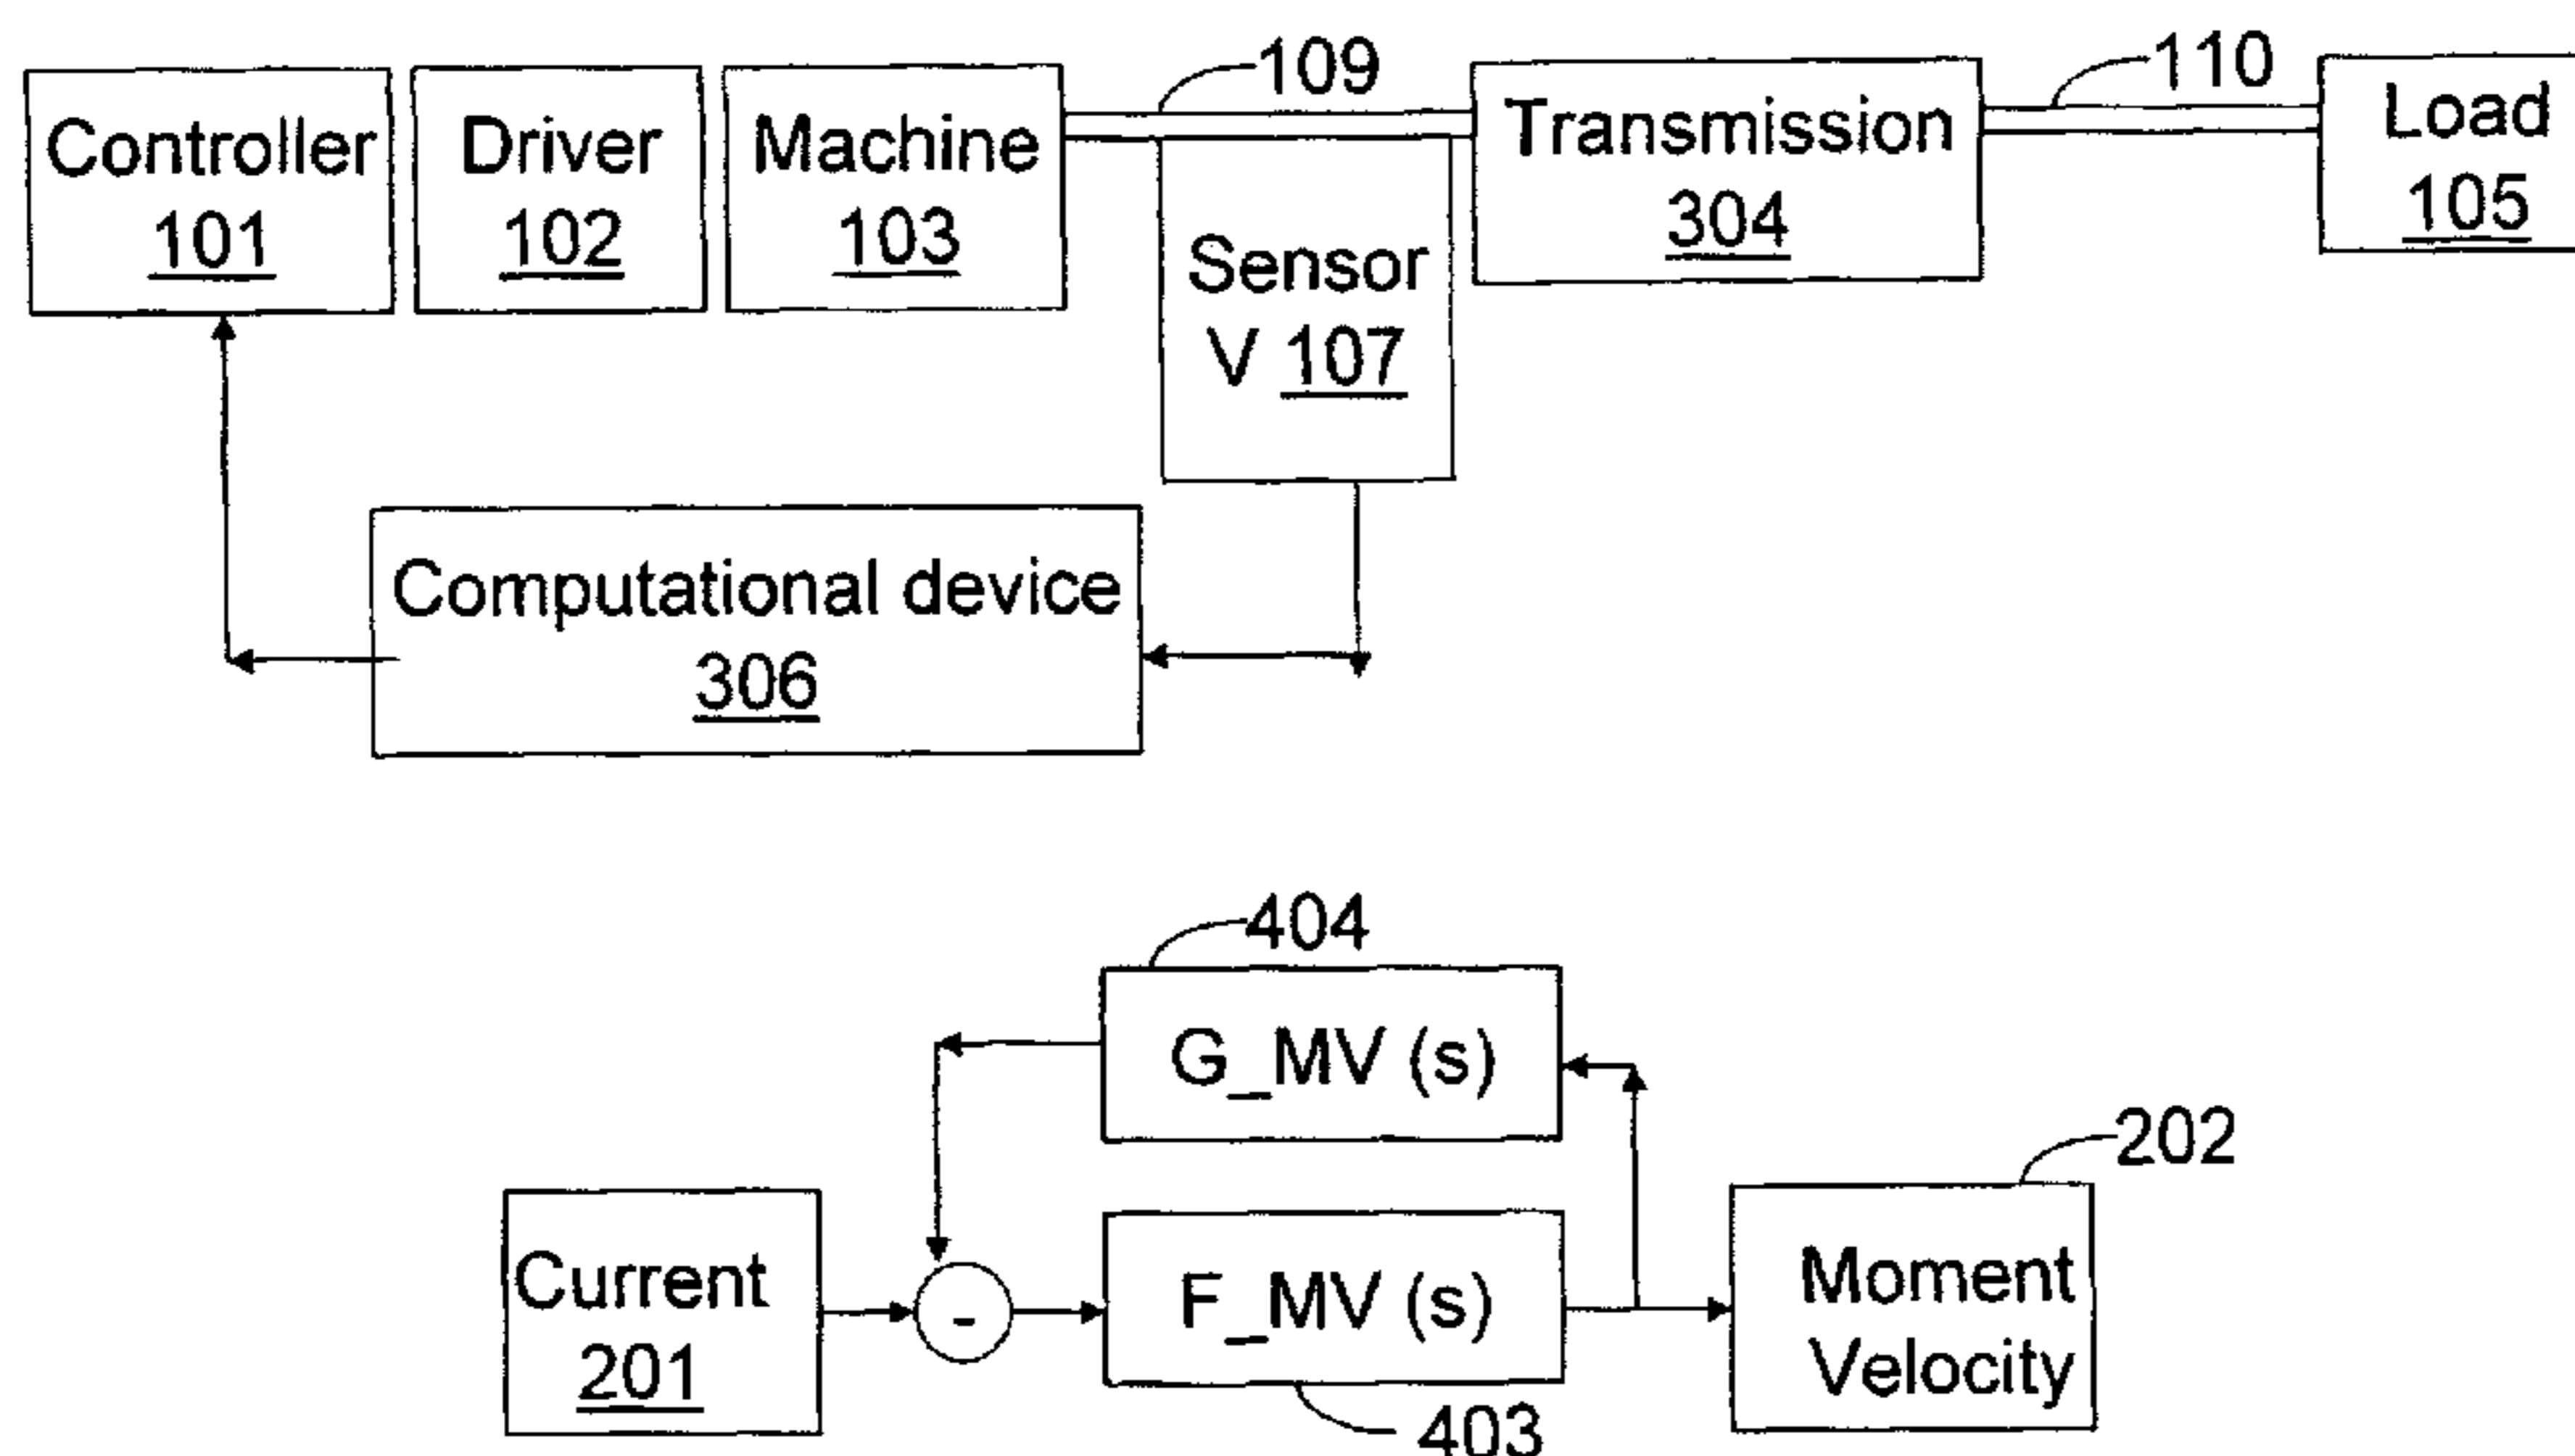 Controller
101
Driver
102
Machine
103
109
Sensor
V 107
Transmission
304
110
Load
105
Computational device
306
404
G_MV (s)
Current
201
-
F_MV (s)
403
202
Moment
Velocity